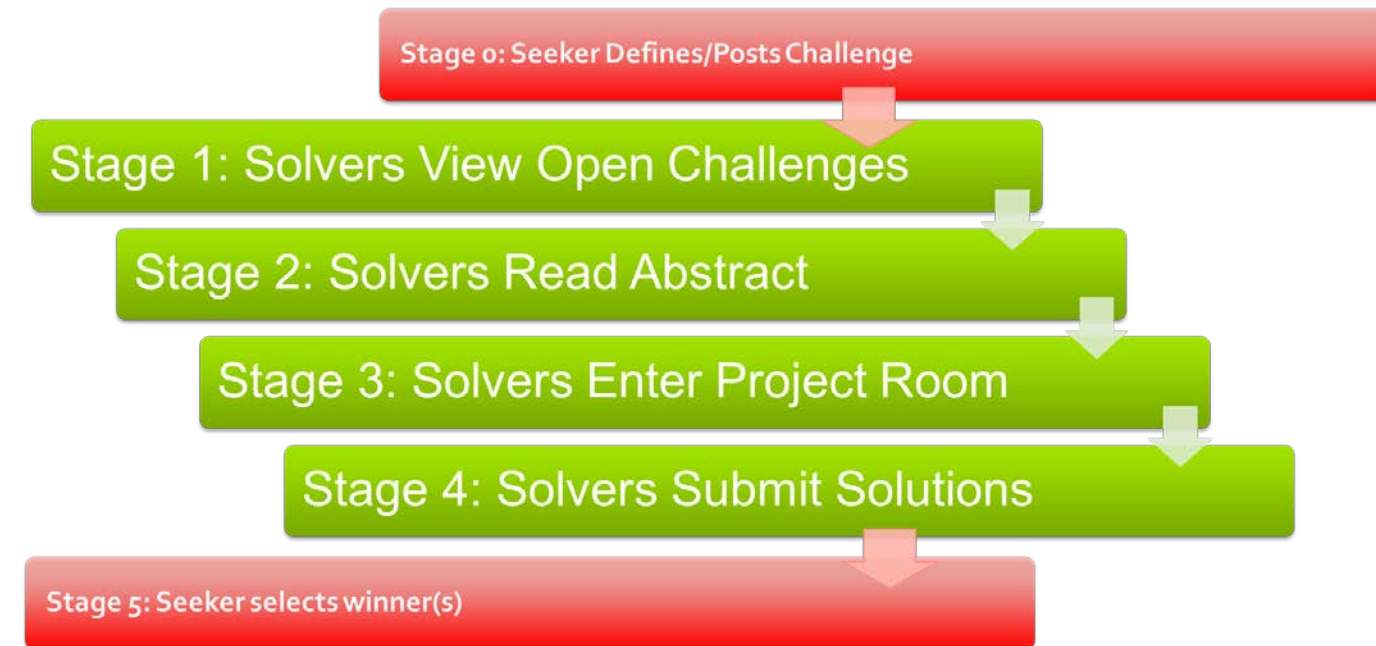 Stage 0: Seeker Defines/Posts Challenge
Stage 1: Solvers View Open Challenges
Stage 2: Solvers Read Abstract
Stage 3: Solvers Enter Project Room
Stage 4: Solvers Submit Solutions
Stage 5: Seeker selects winner(s)